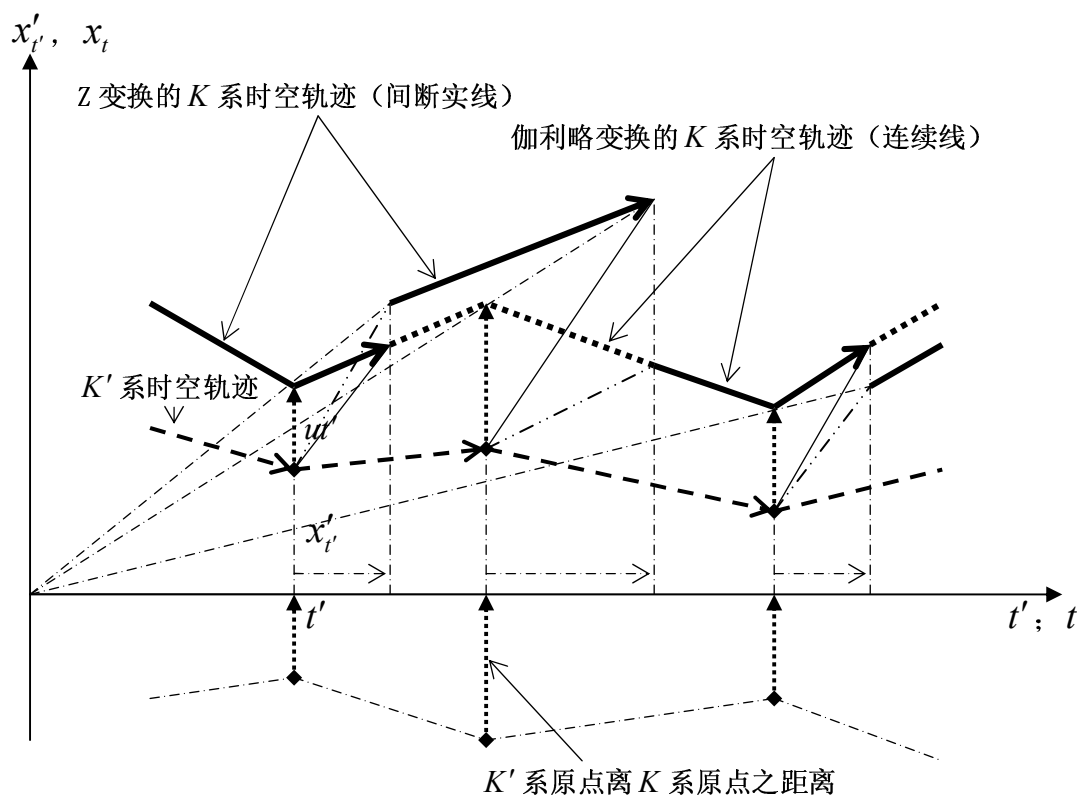 x′t′, xt
Z 变换的 K 系时空轨迹（间断实线）
伽利略变换的 K 系时空轨迹（连续线）
K′ 系时空轨迹
ut′
x′t′
t′
t′; t
K′ 系原点离 K 系原点之距离